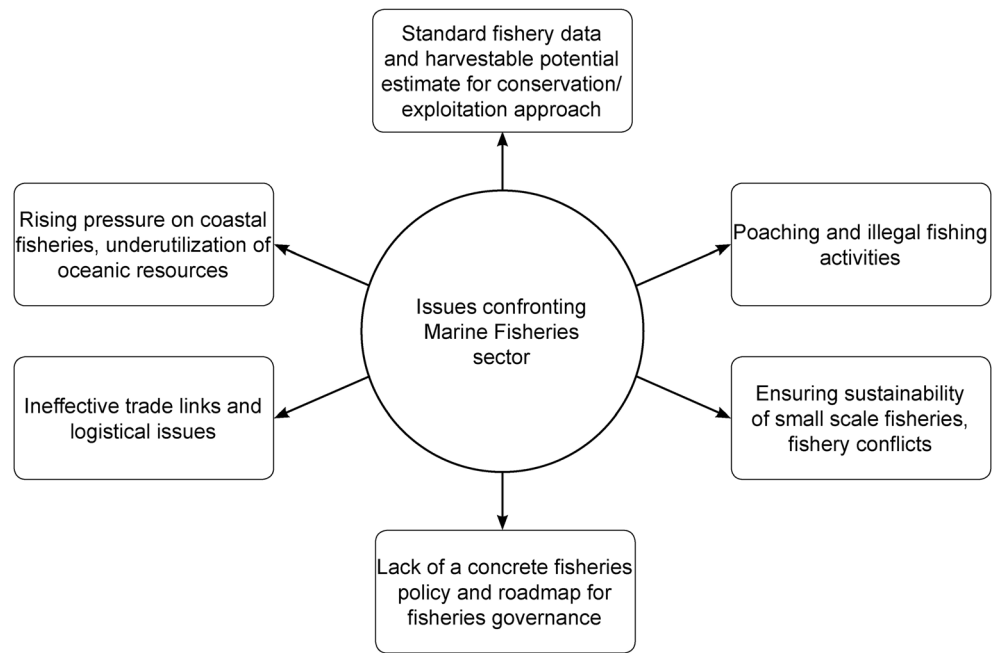 Standard fishery data
and harvestable potential
estimate for conservation/
exploitation approach
Rising pressure on coastal
fisheries, underutilization of
oceanic resources
Poaching and illegal fishing
activities
Issues confronting
Marine Fisheries
sector
Ineffective trade links and
logistical issues
Ensuring sustainability
of small scale fisheries,
fishery conflicts
Lack of a concrete fisheries
policy and roadmap for
fisheries governance